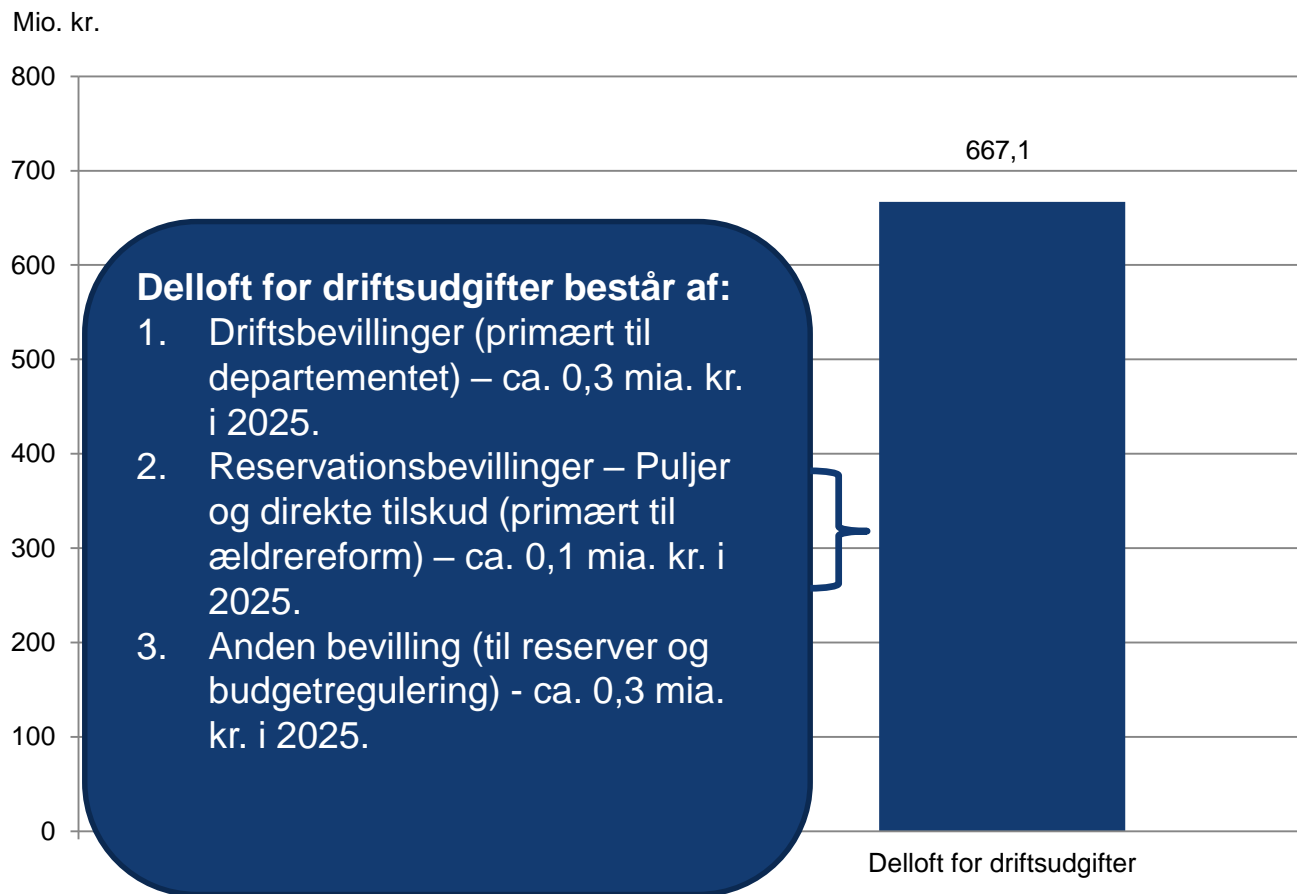 Mio. kr.
800
700
600
500
400
300
200
100
0
667,1
Delloft for driftsudgifter består af:
1. Driftsbevillinger (primært til
departementet) – ca. 0,3 mia. kr.
i 2025.
2. Reservationsbevillinger – Puljer
og direkte tilskud (primært til
ældrereform) – ca. 0,1 mia. kr. i
2025.
3. Anden bevilling (til reserver og
budgetregulering) - ca. 0,3 mia.
kr. i 2025.
Delloft for driftsudgifter